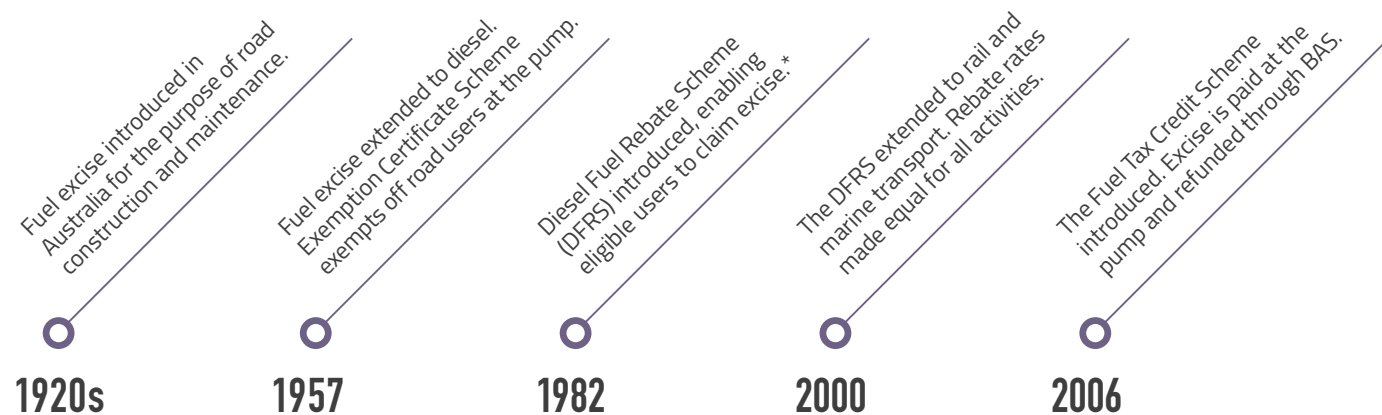 Fuel excise introduced in
Australia for the purpose of road
construction and maintenance.
1920s
Fuel excise extended to diesel.
Exemption Certificate Scheme
exempts off road users at the pump.
1957
Diesel Fuel Rebate Scheme
(DFRS) introduced, enabling
eligible users to claim excise.*
1982
The DFRS extended to rail and
marine transport. Rebate rates
made equal for all activities.
2000
The Fuel Tax Credit Scheme
introduced. Excise is paid at the
pump and refunded through BAS.
2006